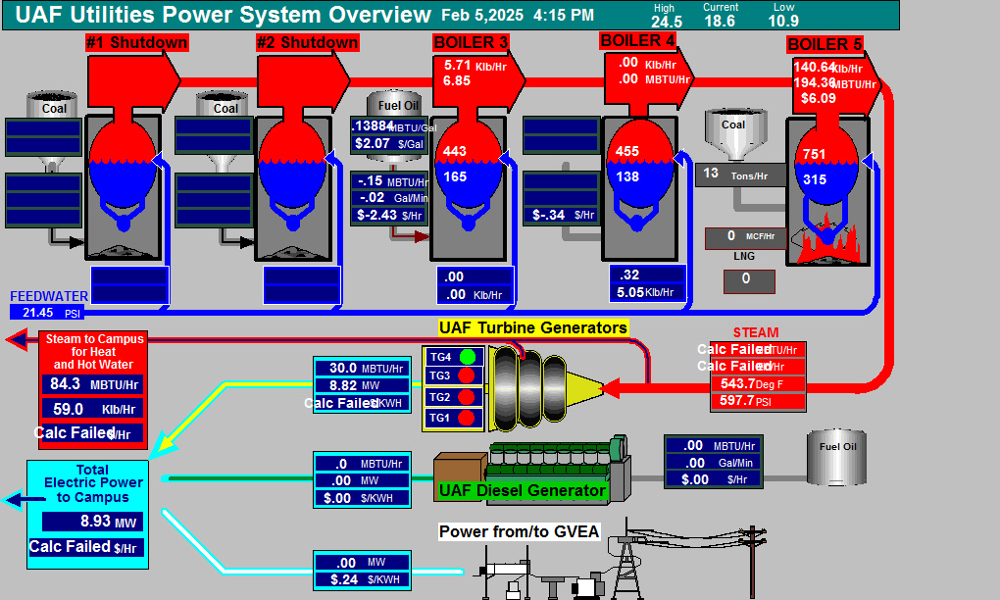 UAF Utilities Power System Overview Feb 5,2025 4:15 PM
High Current Low
24.5 18.6 10.9
#1 Shutdown
#2 Shutdown
BOILER 3
BOILER 4
BOILER 5
5.71 Klb/Hr
6.85
.00 Klb/Hr
.00 MBTU/Hr
140.64 Klb/Hr
194.36 MBTU/Hr
$6.09
Coal
Coal
Fuel Oil
Coal
.13884 MBTU/Gal
$2.07 $/Gal
443
165
455
138
751
315
-.15 MBTU/Hr
-.02 Gal/Min
$-2.43 $/Hr
$-.34 $/Hr
13 Tons/Hr
0 MCF/Hr
LNG
0
.00
.00 Klb/Hr
.32
5.05 Klb/Hr
FEEDWATER
21.45 PSI
Steam to Campus
for Heat
and Hot Water
84.3 MBTU/Hr
59.0 Klb/Hr
Calc Failed $/Hr
UAF Turbine Generators
TG4
TG3
TG2
TG1
30.0 MBTU/Hr
8.82 MW
Calc Failed $/KWH
STEAM
Calc Failed MBTU/Hr
Calc Failed /Hr
543.7 Deg F
597.7 PSI
Total
Electric Power
to Campus
8.93 MW
Calc Failed $/Hr
.0 MBTU/Hr
.00 MW
$.00 $/KWH
UAF Diesel Generator
.00 MBTU/Hr
.00 Gal/Min
$.00 $/Hr
Fuel Oil
Power from/to GVEA
.00 MW
$.24 $/KWH